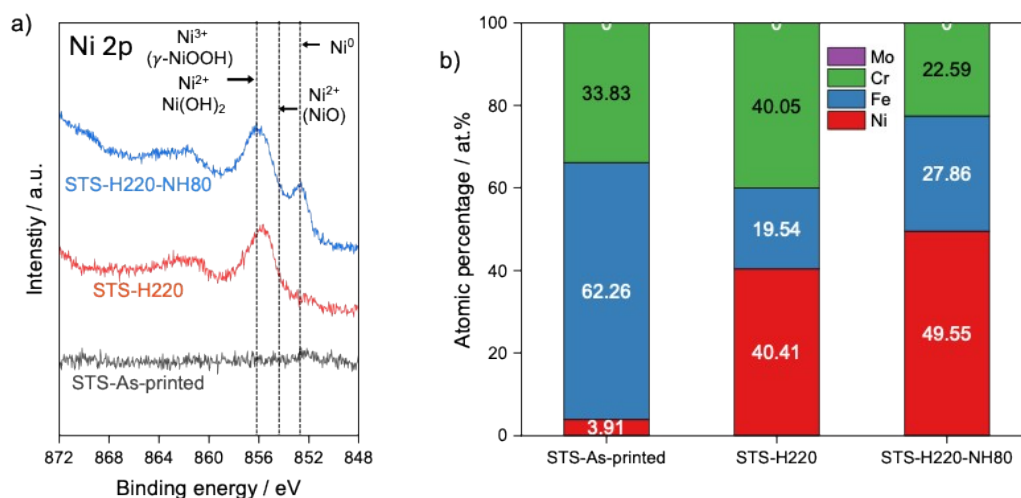 a)
Ni 2p
Ni³⁺
(γ-NiOOH)
Ni²⁺
Ni(OH)₂
Ni⁰
Ni²⁺
(NiO)
STS-H220-NH80
STS-H220
STS-As-printed
Intenstiy / a.u.
872 868 864 860 856 852 848
Binding energy / eV
b)
Atomic percentage / at.%
100
80
60
40
20
0
0 0 0
33.83
62.26
3.91
40.05
19.54
40.41
22.59
27.86
49.55
Mo
Cr
Fe
Ni
STS-As-printed STS-H220 STS-H220-NH80